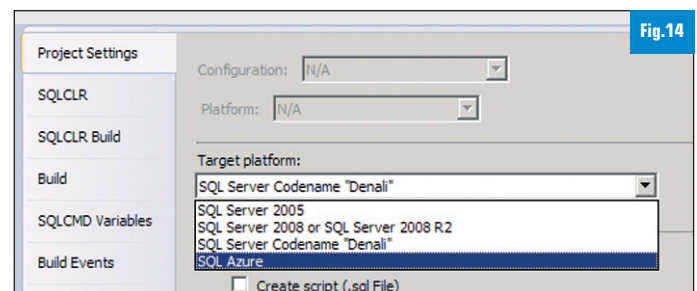 Fig.14
Project Settings
SQLCLR
SQLCLR Build
Build
SQLCMD Variables
Build Events
Configuration: N/A
Platform: N/A
Target platform:
SQL Server Codename "Denali"
SQL Server 2005
SQL Server 2008 or SQL Server 2008 R2
SQL Server Codename "Denali"
SQL Azure
Create script (.sql File)